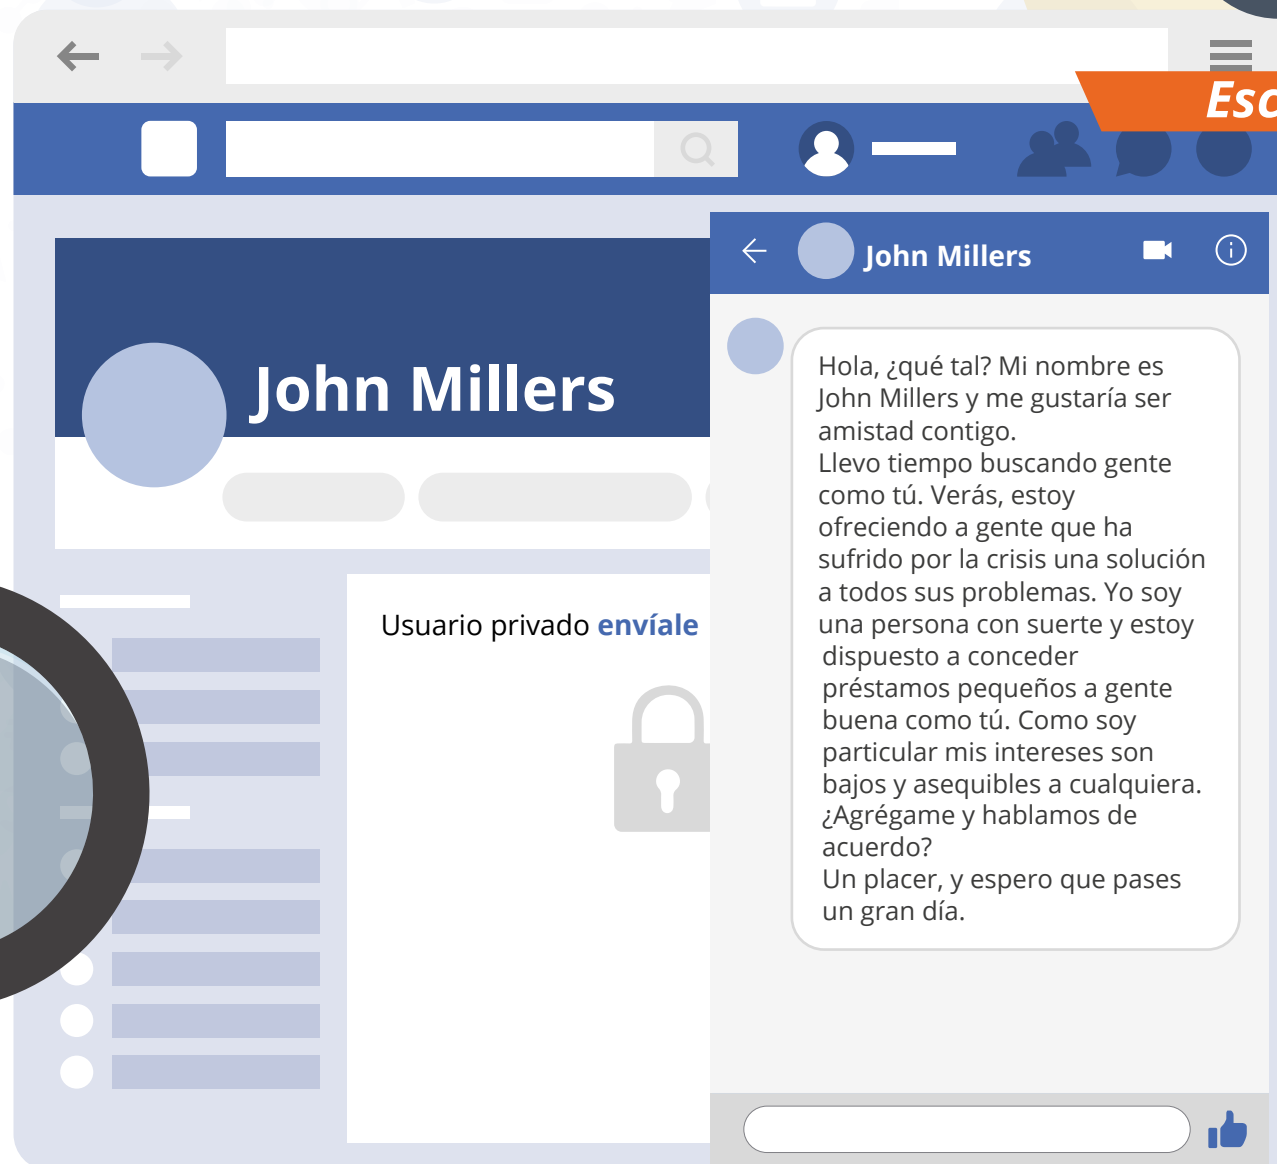 Esc
John Millers
John Millers
Usuario privado envíale
Hola, ¿qué tal? Mi nombre es
John Millers y me gustaría ser
amistad contigo.
Llevo tiempo buscando gente
como tú. Verás, estoy
ofreciendo a gente que ha
sufrido por la crisis una solución
a todos sus problemas. Yo soy
una persona con suerte y estoy
dispuesto a conceder
préstamos pequeños a gente
buena como tú. Como soy
particular mis intereses son
bajos y asequibles a cualquiera.
¿Agrégame y hablamos de
acuerdo?
Un placer, y espero que pases
un gran día.